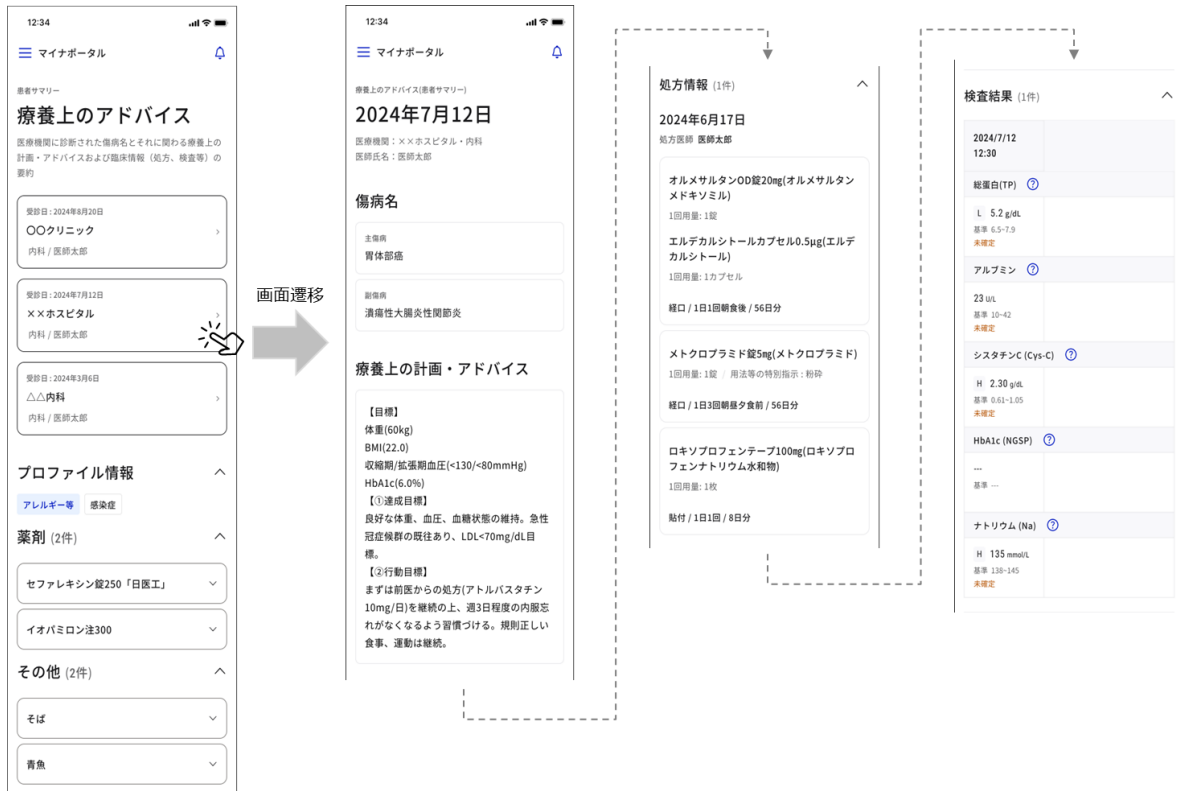 12:34
マイナポータル
患者サマリー
療養上のアドバイス
医療機関に診断された傷病名とそれに関わる療養上の
計画・アドバイスおよび臨床情報（処方、検査等）の
要約
受診日 : 2024年8月20日
〇〇クリニック
内科 / 医師太郎
受診日 : 2024年7月12日
××ホスピタル
内科 / 医師太郎
受診日 : 2024年3月6日
△△内科
内科 / 医師太郎
プロファイル情報
アレルギー等 感染症
薬剤 (2件)
セファレキシン錠250「日医工」
イオパミロン注300
その他 (2件)
そば
青魚
画面遷移
12:34
マイナポータル
療養上のアドバイス(患者サマリー)
2024年7月12日
医療機関：××ホスピタル・内科
医師氏名：医師太郎
傷病名
主傷病
胃体部癌
副傷病
潰瘍性大腸炎性関節炎
療養上の計画・アドバイス
【目標】
体重(60kg)
BMI(22.0)
収縮期/拡張期血圧(<130/<80mmHg)
HbA1c(6.0%)
【①達成目標】
良好な体重、血圧、血糖状態の維持。急性
冠症候群の既往あり、LDL<70mg/dL目
標。
【②行動目標】
まずは前医からの処方(アトルバスタチン
10mg/日)を継続の上、週3日程度の内服忘
れがなくなるよう習慣づける。規則正しい
食事、運動は継続。
処方情報 (1件)
2024年6月17日
処方医師 医師太郎
オルメサルタンOD錠20㎎(オルメサルタン
メドキソミル)
1回用量: 1錠
エルデカルシトールカプセル0.5μg(エルデ
カルシトール)
1回用量: 1カプセル
経口 / 1日1回朝食後 / 56日分
メトクロプラミド錠5㎎(メトクロプラミド)
1回用量: 1錠 / 用法等の特別指示 : 粉砕
経口 / 1日3回朝昼夕食前 / 56日分
ロキソプロフェンテープ100㎎(ロキソプロ
フェンナトリウム水和物)
1回用量: 1枚
貼付 / 1日1回 / 8日分
検査結果 (1件)
2024/7/12
12:30
総蛋白(TP) ?
L 5.2 g/dL
基準 6.5~7.9
未確定
アルブミン ?
23 U/L
基準 10~42
未確定
シスタチンC (Cys-C) ?
H 2.30 g/dL
基準 0.61~1.05
未確定
HbA1c (NGSP) ?
---
基準 ---
ナトリウム (Na) ?
H 135 mmol/L
基準 138~145
未確定